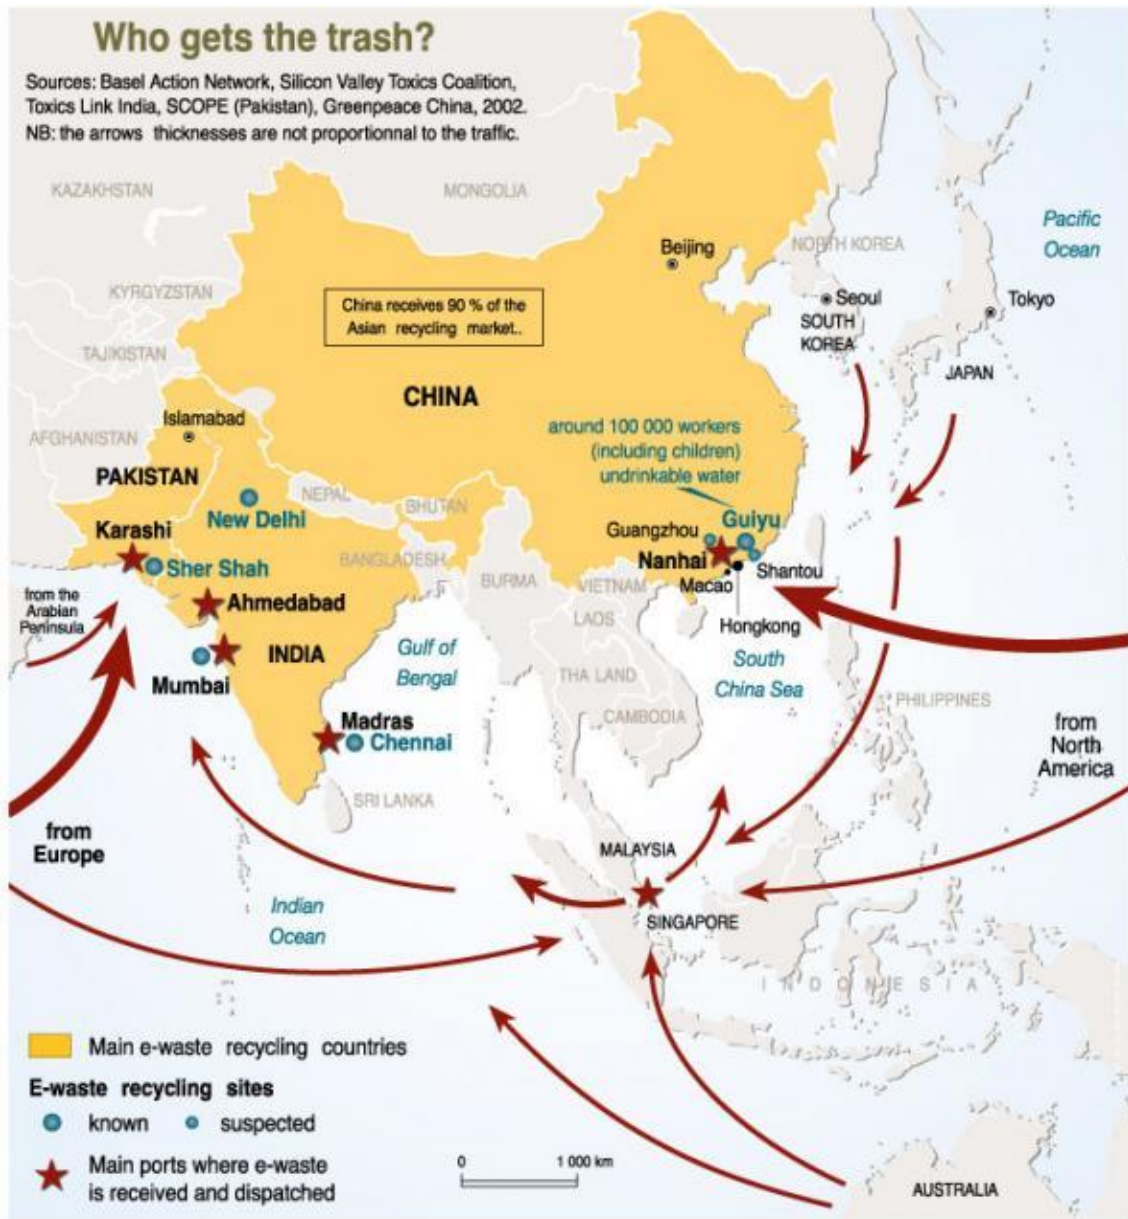 Who gets the trash?
Sources: Basel Action Network, Silicon Valley Toxics Coalition,
Toxics Link India, SCOPE (Pakistan), Greenpeace China, 2002.
NB: the arrows thicknesses are not proportionnal to the traffic.
KAZAKHSTAN
MONGOLIA
Pacific
Ocean
Beijing
NORTH KOREA
KYRGYZSTAN
China receives 90 % of the
Asian recycling market..
Seoul
Tokyo
SOUTH
KOREA
TAJIKISTAN
JAPAN
CHINA
Islamabad
AFGHANISTAN
around 100 000 workers
(including children)
undrinkable water
PAKISTAN
NEPAL
BHUTAN
New Delhi
Karashi
Guangzhou
Guiyu
BANGLADESH
Nanhai
Sher Shah
BURMA
VIETNAM
Macao
Shantou
from the
Arabian
Peninsula
Ahmedabad
LAOS
Hongkong
INDIA
Gulf of
Bengal
South
China Sea
THA LAND
Mumbai
PHILIPPINES
CAMBODIA
Madras
Chennai
from
North
America
SRI LANKA
from
Europe
MALAYSIA
Indian
Ocean
SINGAPORE
INDONESIA
Main e-waste recycling countries
E-waste recycling sites
known
suspected
Main ports where e-waste
is received and dispatched
0
1 000 km
AUSTRALIA